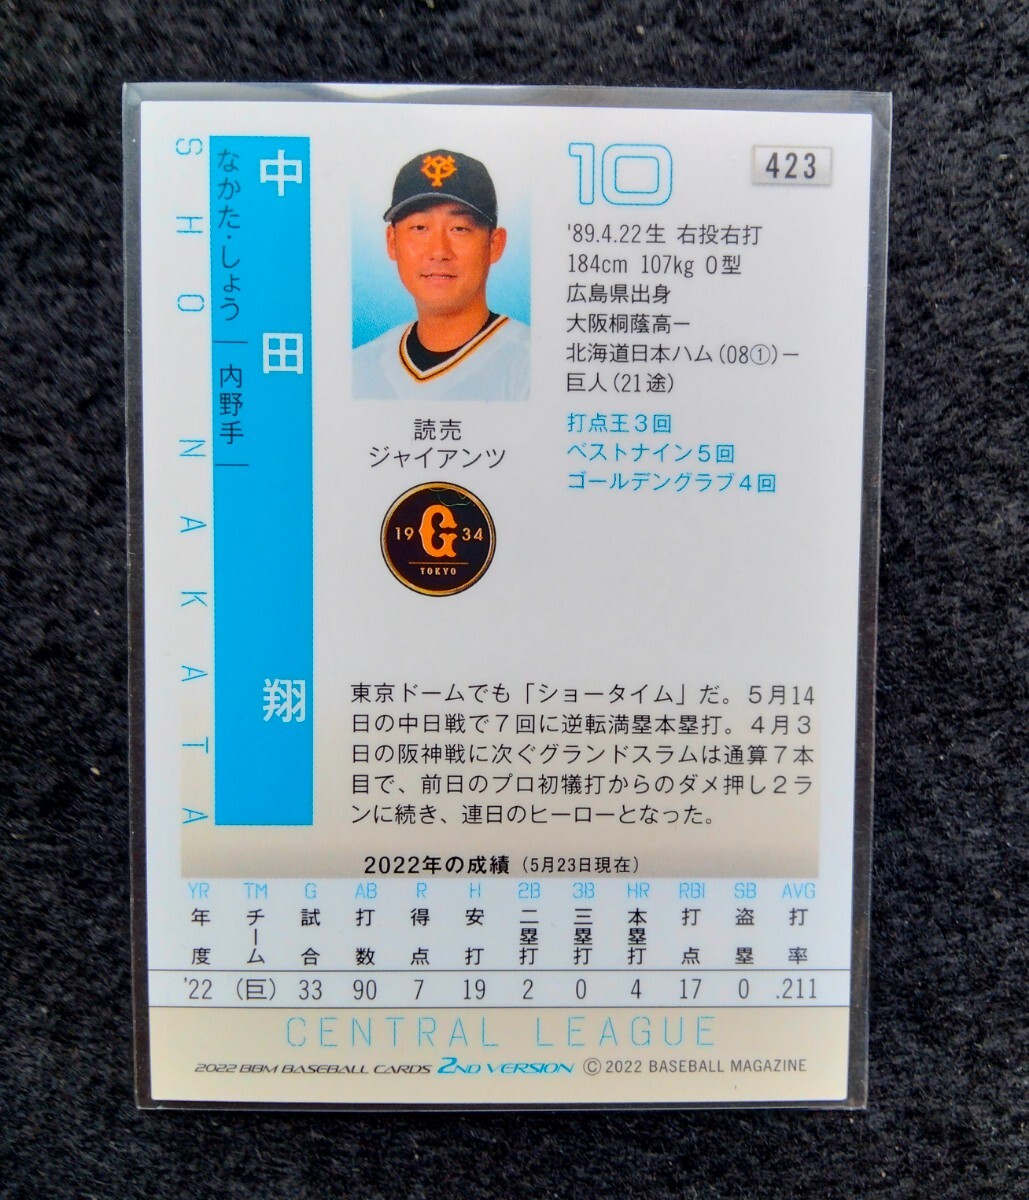 SHO NAKATA
中田翔
なかた・しょう｜内野手｜
YG
読売
ジャイアンツ
19 G 34
TOKYO
10
423
'89.4.22生 右投右打
184cm 107kg O型
広島県出身
大阪桐蔭高ー
北海道日本ハム(08①)ー
巨人(21途)
打点王3回
ベストナイン5回
ゴールデングラブ4回
東京ドームでも「ショータイム」だ。5月14
日の中日戦で7回に逆転満塁本塁打。4月3
日の阪神戦に次ぐグランドスラムは通算7本
目で、前日のプロ初犠打からのダメ押し2ラ
ンに続き、連日のヒーローとなった。
2022年の成績(5月23日現在)
YR TM G AB R H 2B 3B HR RBI SB AVG
年度 チーム 試合 打数 得点 安打 二塁打 三塁打 本塁打 打点 盗塁 打率
'22 (巨) 33 90 7 19 2 0 4 17 0 .211
CENTRAL LEAGUE
2022 BBM BASEBALL CARDS 2ND VERSION ©2022 BASEBALL MAGAZINE